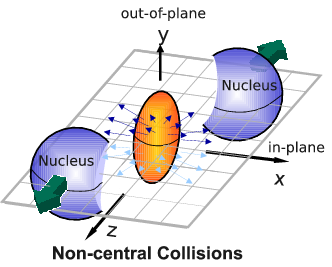 out-of-plane
y
Nucleus
in-plane
x
Nucleus
z
Non-central Collisions